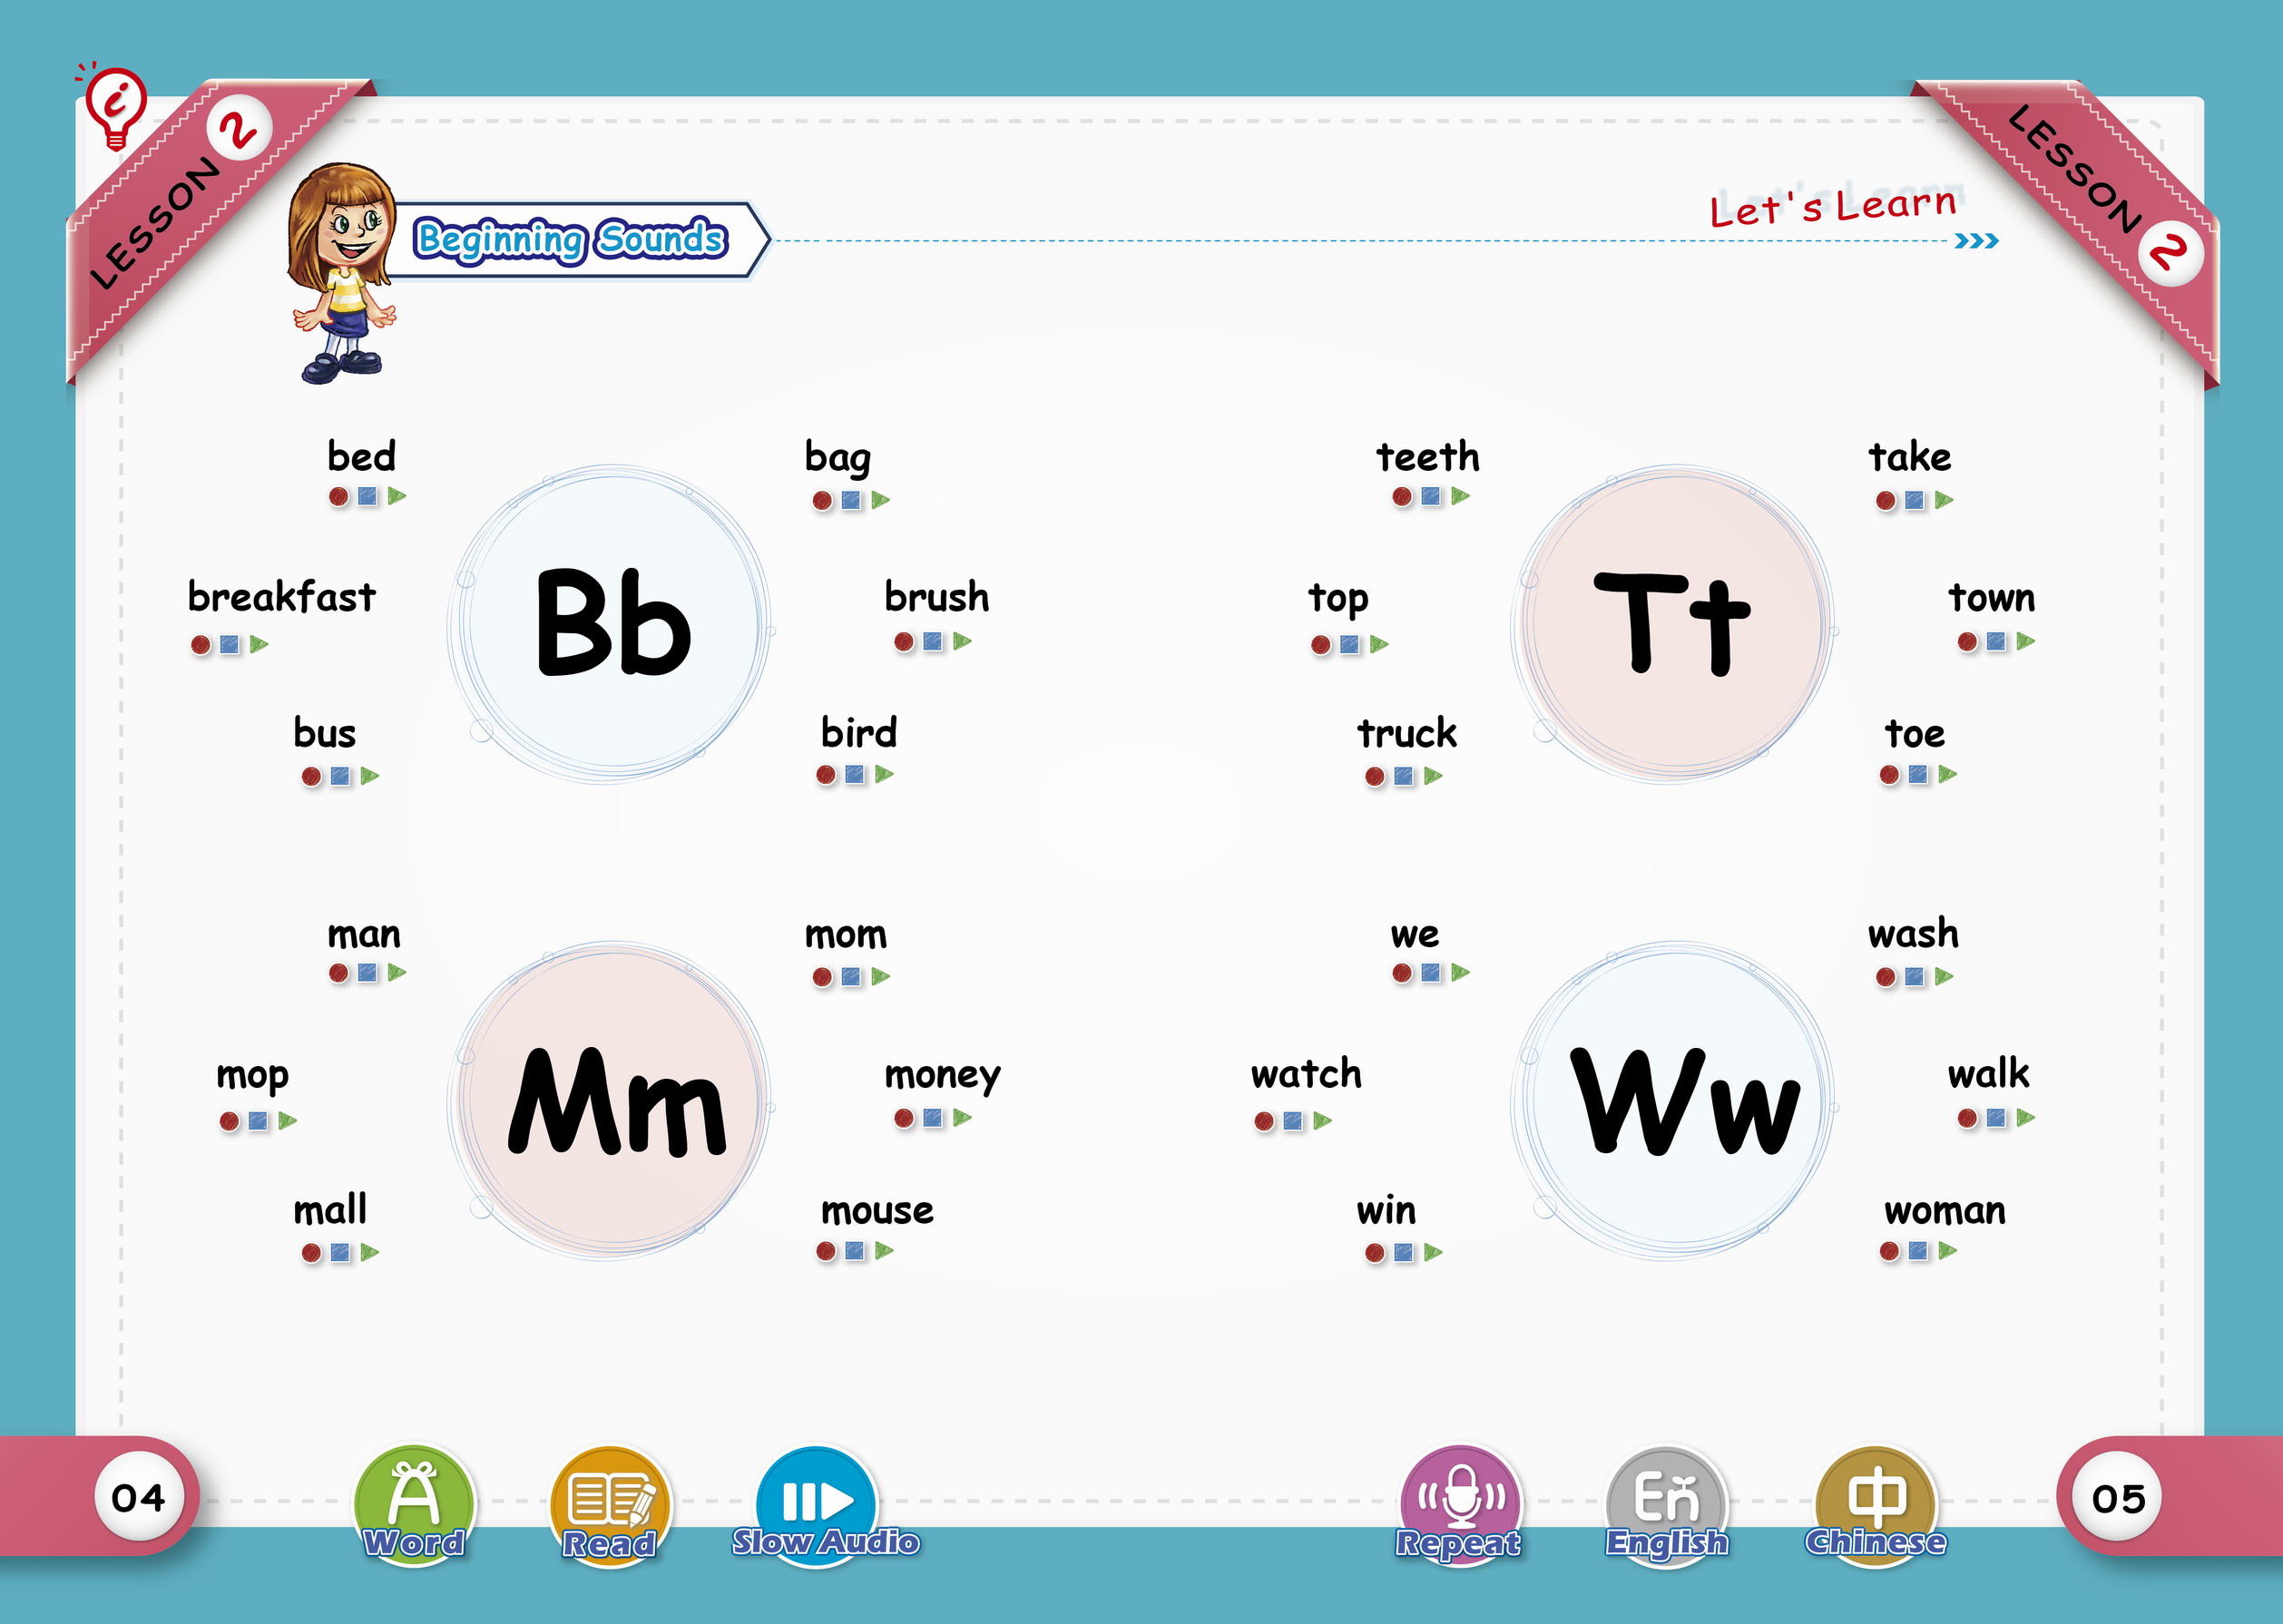 LESSON 2
LESSON 2
Beginning Sounds
Let's Learn
bed
bag
breakfast
Bb
brush
bus
bird
teeth
take
top
Tt
town
truck
toe
man
mom
mop
Mm
money
mall
mouse
we
wash
watch
Ww
walk
win
woman
04
Word
Read
Slow Audio
Repeat
En
English
中
Chinese
05